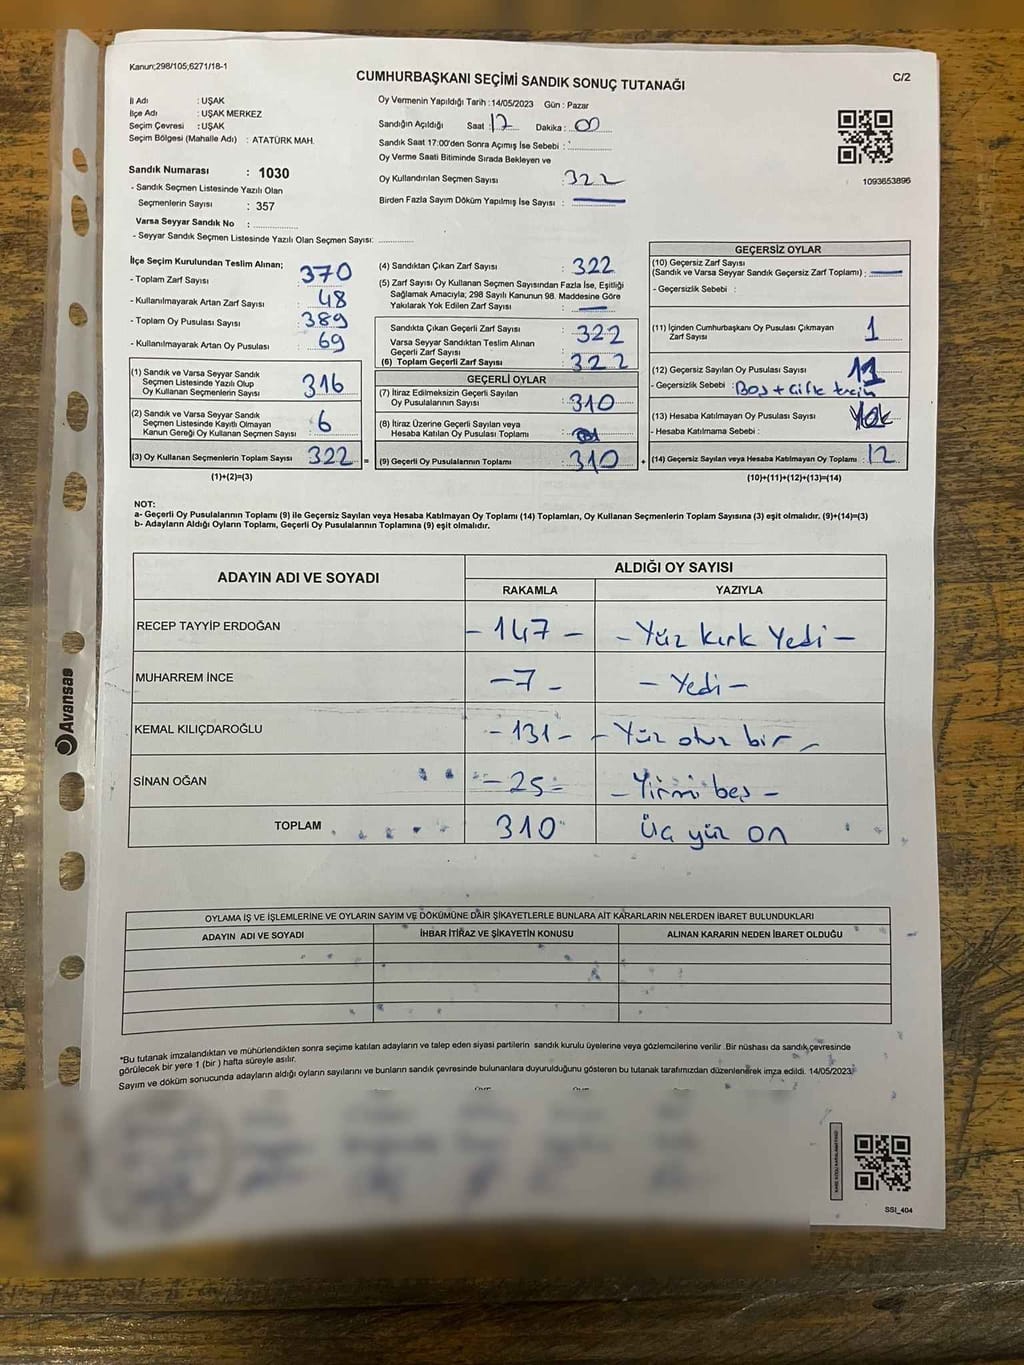 Kanun;298/105;6271/18-1
C/2
CUMHURBAŞKANI SEÇİMİ SANDIK SONUÇ TUTANAĞI
İl Adı : UŞAK
İlçe Adı : UŞAK MERKEZ
Seçim Çevresi : UŞAK
Seçim Bölgesi (Mahalle Adı) : ATATÜRK MAH.
Sandık Numarası : 1030
- Sandık Seçmen Listesinde Yazılı Olan
Seçmenlerin Sayısı : 357
Varsa Seyyar Sandık No :
- Seyyar Sandık Seçmen Listesinde Yazılı Olan Seçmen Sayısı:
Oy Vermenin Yapıldığı Tarih : 14/05/2023 Gün : Pazar
Sandığın Açıldığı Saat : 17 Dakika : 00
Sandık Saat 17:00'den Sonra Açımış İse Sebebi :
Oy Verme Saati Bitiminde Sırada Bekleyen ve
Oy Kullandırılan Seçmen Sayısı : 322
Birden Fazla Sayım Döküm Yapılmış İse Sayısı : —
1093653896
İlçe Seçim Kurulundan Teslim Alınan;
- Toplam Zarf Sayısı : 370
- Kullanılmayarak Artan Zarf Sayısı : 48
- Toplam Oy Pusulası Sayısı : 389
- Kullanılmayarak Artan Oy Pusulası : 69
(1) Sandık ve Varsa Seyyar Sandık
Seçmen Listesinde Yazılı Olup
Oy Kullanan Seçmenlerin Sayısı : 316
(2) Sandık ve Varsa Seyyar Sandık
Seçmen Listesinde Kayıtlı Olmayan
Kanun Gereği Oy Kullanan Seçmen Sayısı : 6
(3) Oy Kullanan Seçmenlerin Toplam Sayısı : 322 =
(1)+(2)=(3)
(4) Sandıktan Çıkan Zarf Sayısı : 322
(5) Zarf Sayısı Oy Kullanan Seçmen Sayısından Fazla İse, Eşitliği
Sağlamak Amacıyla; 298 Sayılı Kanunun 98. Maddesine Göre
Yakılarak Yok Edilen Zarf Sayısı : —
Sandıkta Çıkan Geçerli Zarf Sayısı : 322
Varsa Seyyar Sandıktan Teslim Alınan
Geçerli Zarf Sayısı :
(6) Toplam Geçerli Zarf Sayısı : 322
GEÇERLİ OYLAR
(7) İtiraz Edilmeksizin Geçerli Sayılan
Oy Pusulalarının Sayısı : 310
(8) İtiraz Üzerine Geçerli Sayılan veya
Hesaba Katılan Oy Pusulası Toplamı :
(9) Geçerli Oy Pusulalarının Toplamı : 310 +
GEÇERSİZ OYLAR
(10) Geçersiz Zarf Sayısı
(Sandık ve Varsa Seyyar Sandık Geçersiz Zarf Toplamı) : —
- Geçersizlik Sebebi :
(11) İçinden Cumhurbaşkanı Oy Pusulası Çıkmayan
Zarf Sayısı : 1
(12) Geçersiz Sayılan Oy Pusulası Sayısı : 11
- Geçersizlik Sebebi : Boş + Çifte tercih
(13) Hesaba Katılmayan Oy Pusulası Sayısı : Yok
- Hesaba Katılmama Sebebi :
(14) Geçersiz Sayılan veya Hesaba Katılmayan Oy Toplamı : 12
(10)+(11)+(12)+(13)=(14)
NOT:
a- Geçerli Oy Pusulalarının Toplamı (9) ile Geçersiz Sayılan veya Hesaba Katılmayan Oy Toplamı (14) Toplamları, Oy Kullanan Seçmenlerin Toplam Sayısına (3) eşit olmalıdır. (9)+(14)=(3)
b- Adayların Aldığı Oyların Toplamı, Geçerli Oy Pusulalarının Toplamına (9) eşit olmalıdır.
ADAYIN ADI VE SOYADI ALDIĞI OY SAYISI
RAKAMLA YAZIYLA
RECEP TAYYİP ERDOĞAN - 147 - - Yüz kırk Yedi -
MUHARREM İNCE - 7 - - Yedi -
KEMAL KILIÇDAROĞLU - 131 - - Yüz otuz bir -
SİNAN OĞAN - 25 - - Yirmi beş -
TOPLAM 310 Üç yüz on
OYLAMA İŞ VE İŞLEMLERİNE VE OYLARIN SAYIM VE DÖKÜMÜNE DAİR ŞİKAYETLERLE BUNLARA AİT KARARLARIN NELERDEN İBARET BULUNDUKLARI
ADAYIN ADI VE SOYADI İHBAR İTİRAZ VE ŞİKAYETİN KONUSU ALINAN KARARIN NEDEN İBARET OLDUĞU
*Bu tutanak imzalandıktan ve mühürlendikten sonra seçime katılan adayların ve talep eden siyasi partilerin sandık kurulu üyelerine veya gözlemcilerine verilir .Bir nüshası da sandık çevresinde
görülecek bir yere 1 (bir ) hafta süreyle asılır.
Sayım ve döküm sonucunda adayların aldığı oyların sayılarını ve bunların sandık çevresinde bulunanlara duyurulduğunu gösteren bu tutanak tarafımızdan düzenlenerek imza edildi. 14/05/2023
SSI_404
Avansas